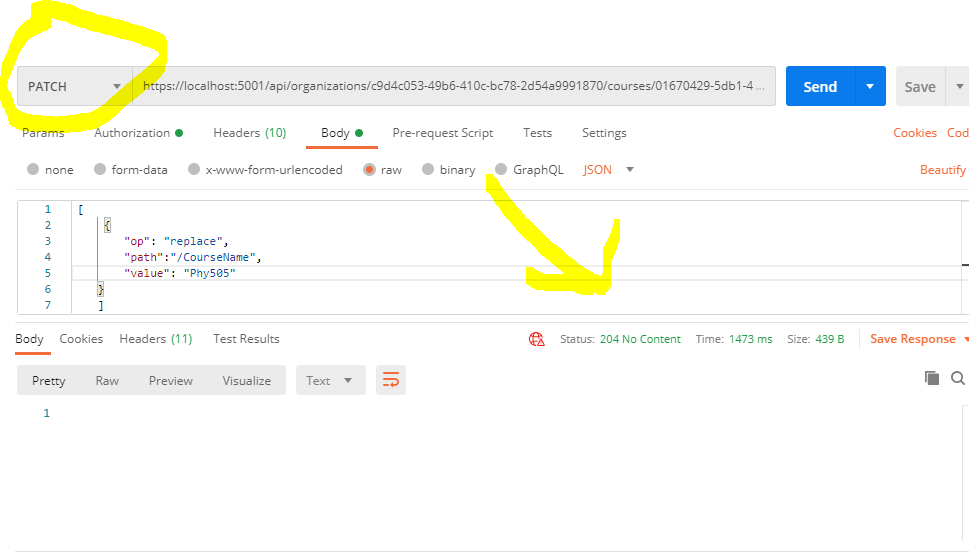 PATCH https://localhost:5001/api/organizations/c9d4c053-49b6-410c-bc78-2d54a9991870/courses/01670429-5db1-4 ... Send Save
Params Authorization Headers (10) Body Pre-request Script Tests Settings Cookies Cod
none form-data x-www-form-urlencoded raw binary GraphQL JSON Beautify
1 [
2 {
3 "op": "replace",
4 "path":"/CourseName",
5 "value": "Phy505"
6 }
7 ]
Body Cookies Headers (11) Test Results Status: 204 No Content Time: 1473 ms Size: 439 B Save Response
Pretty Raw Preview Visualize Text
1